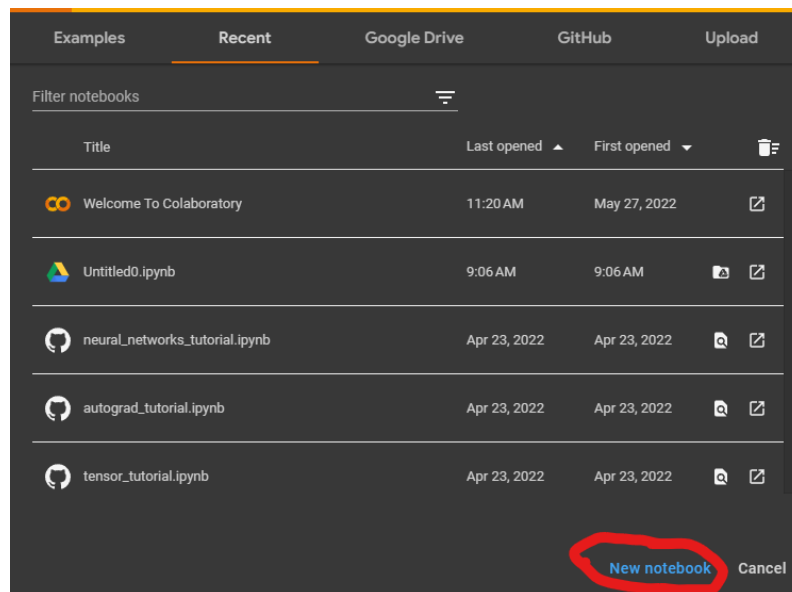 Examples Recent Google Drive GitHub Upload
Filter notebooks
Title Last opened First opened
Welcome To Colaboratory 11:20 AM May 27, 2022
Untitled0.ipynb 9:06 AM 9:06 AM
neural_networks_tutorial.ipynb Apr 23, 2022 Apr 23, 2022
autograd_tutorial.ipynb Apr 23, 2022 Apr 23, 2022
tensor_tutorial.ipynb Apr 23, 2022 Apr 23, 2022
New notebook Cancel